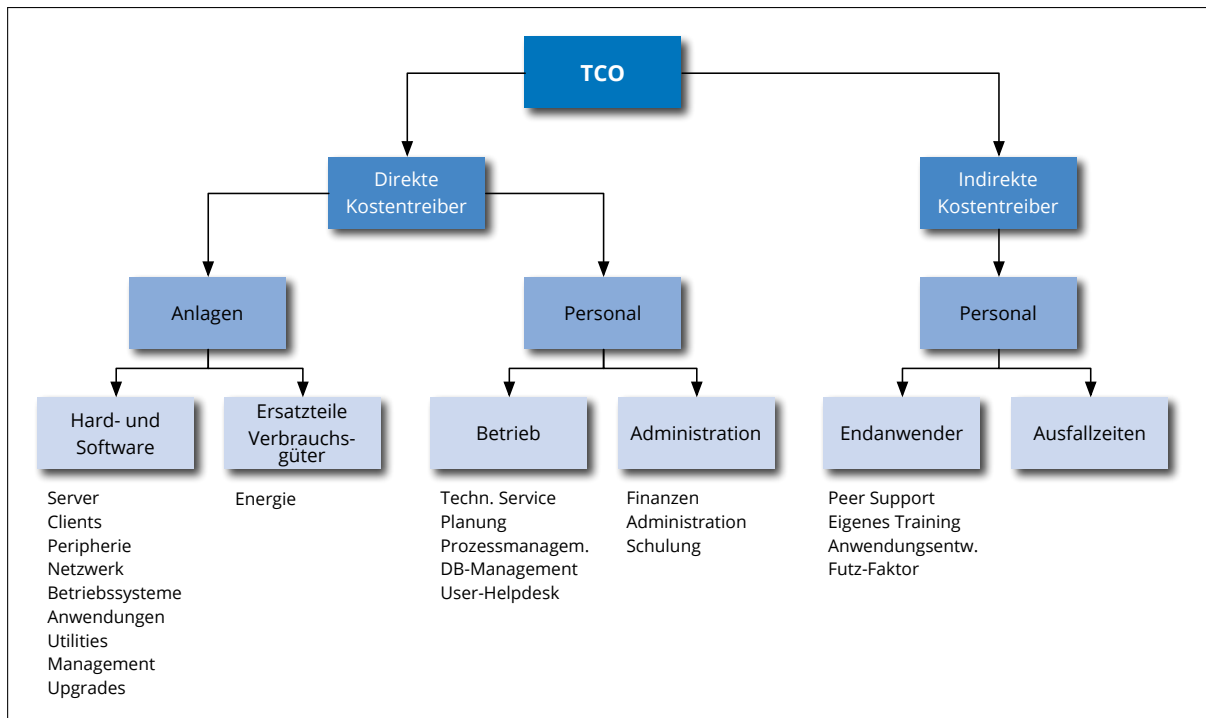 TCO
Direkte
Kostentreiber
Indirekte
Kostentreiber
Anlagen
Personal
Personal
Hard- und
Software
Ersatzteile
Verbrauchs-
güter
Betrieb
Administration
Endanwender
Ausfallzeiten
Server
Clients
Peripherie
Netzwerk
Betriebssysteme
Anwendungen
Utilities
Management
Upgrades
Energie
Techn. Service
Planung
Prozessmanagem.
DB-Management
User-Helpdesk
Finanzen
Administration
Schulung
Peer Support
Eigenes Training
Anwendungsentw.
Futz-Faktor